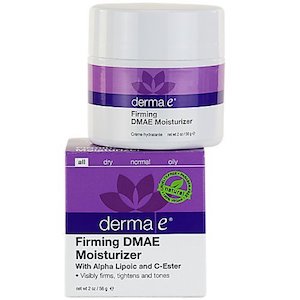 derma e®
Firming
DMAE Moisturizer
Crème hydratante
net wt 2 oz / 56 g e
all dry normal oily
derma e®
Firming DMAE
Moisturizer
With Alpha Lipoic and C-Ester
• Visibly firms, tightens and tones
net wt 2 oz / 56 g e